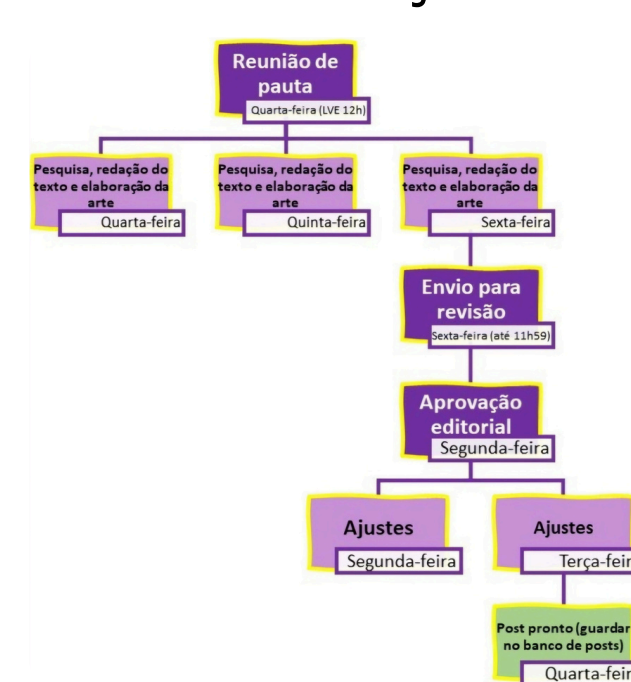 Reunião de
pauta
Quarta-feira (LVE 12h)
Pesquisa, redação do
texto e elaboração da
arte
Quarta-feira
Pesquisa, redação do
texto e elaboração da
arte
Quinta-feira
Pesquisa, redação do
texto e elaboração da
arte
Sexta-feira
Envio para
revisão
Sexta-feira (até 11h59)
Aprovação
editorial
Segunda-feira
Ajustes
Segunda-feira
Ajustes
Terça-feir
Post pronto (guardar
no banco de posts)
Quarta-feir